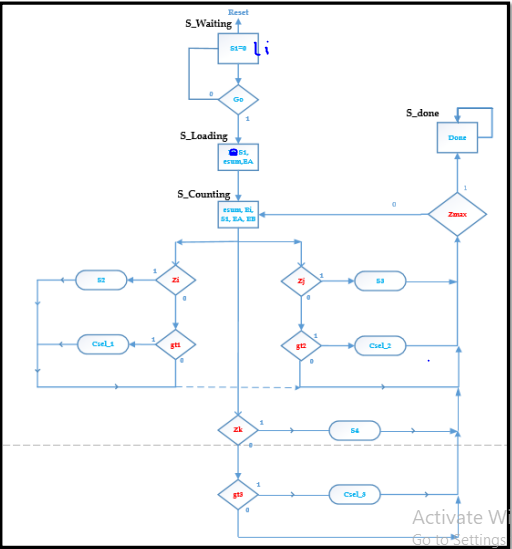 Reset
S_Waiting
S1=0
Li
0
Go
1
S_Loading
S1,
esum,EA
S_Counting
esum, Ei,
S1, EA, EB
S_done
Done
1
0
Zmax
S2
1
Zi
0
Zj
1
S3
0
Csel_1
1
gt1
0
gt2
1
Csel_2
0
Zk
1
S4
0
gt3
1
Csel_3
0
Activate Wi
Go to Settings